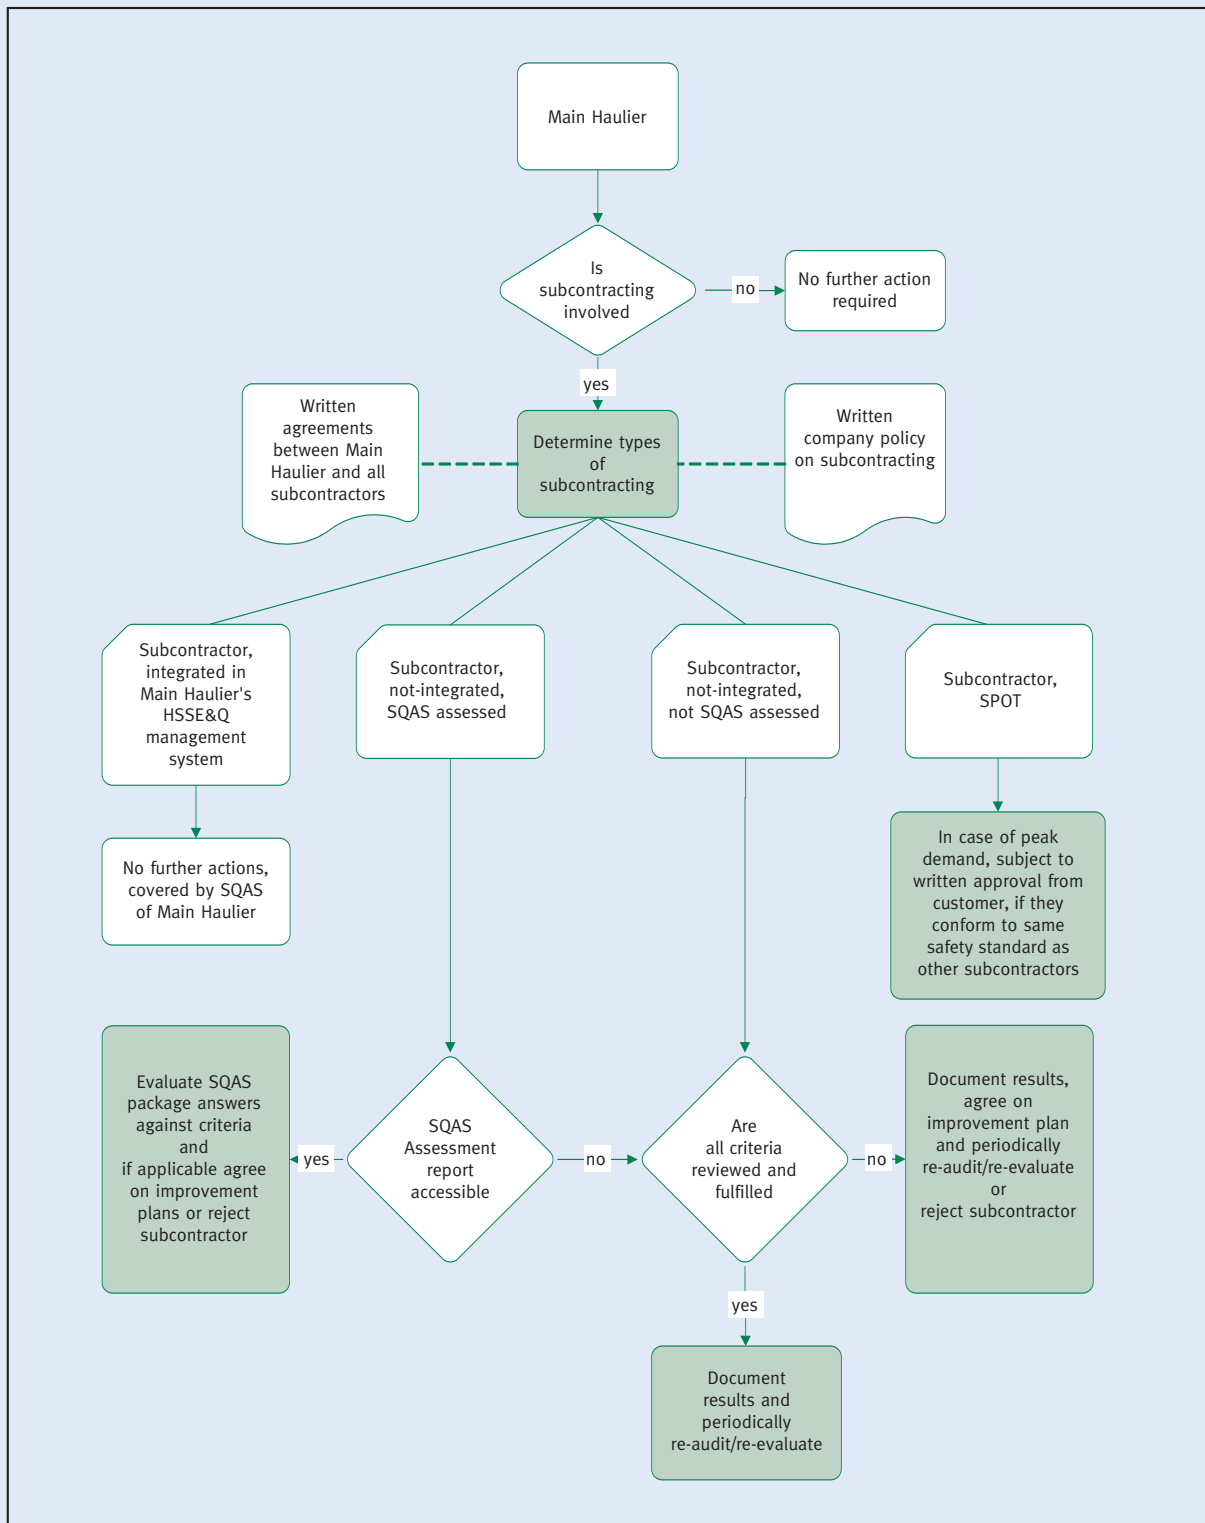 Main Haulier
Is
subcontracting
involved
no
No further action
required
yes
Written
agreements
between Main
Haulier and all
subcontractors
Determine types
of
subcontracting
Written
company policy
on subcontracting
Subcontractor,
integrated in
Main Haulier's
HSSE&Q
management
system
Subcontractor,
not-integrated,
SQAS assessed
Subcontractor,
not-integrated,
not SQAS assessed
Subcontractor,
SPOT
No further actions,
covered by SQAS
of Main Haulier
In case of peak
demand, subject to
written approval from
customer, if they
conform to same
safety standard as
other subcontractors
Evaluate SQAS
package answers
against criteria
and
if applicable agree
on improvement
plans or reject
subcontractor
yes
SQAS
Assessment
report
accessible
no
Are
all criteria
reviewed and
fulfilled
no
Document results,
agree on
improvement plan
and periodically
re-audit/re-evaluate
or
reject subcontractor
yes
Document
results and
periodically
re-audit/re-evaluate